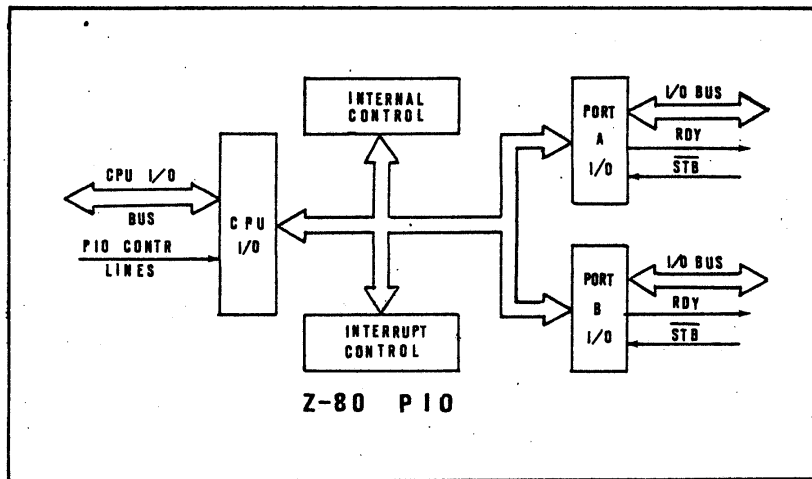 INTERNAL
CONTROL
CPU I/O
BUS
PIO CONTR
LINES
CPU
I/O
INTERRUPT
CONTROL
PORT
A
I/O
I/O BUS
RDY
STB
PORT
B
I/O
I/O BUS
RDY
STB
Z-80 PIO